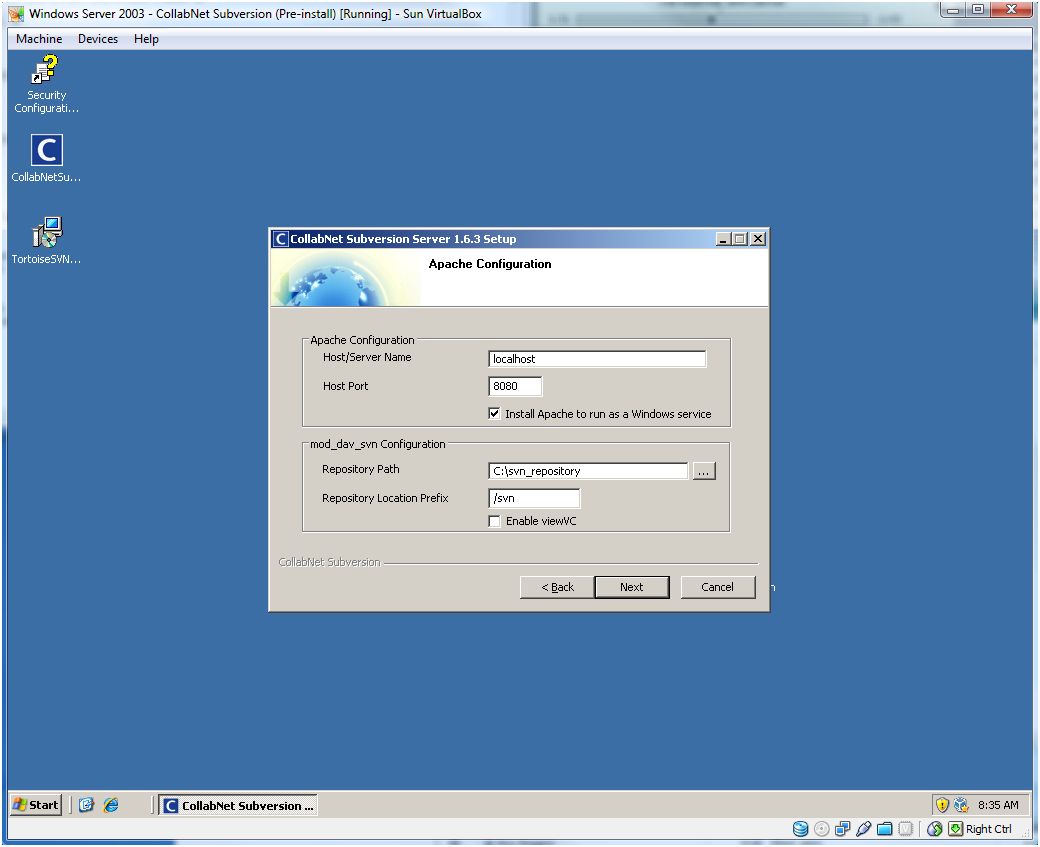 Windows Server 2003 - CollabNet Subversion (Pre-install) [Running] - Sun VirtualBox
Machine Devices Help
Security
Configurati...
CollabNetSu...
TortoiseSVN...
CollabNet Subversion Server 1.6.3 Setup
Apache Configuration
Apache Configuration
Host/Server Name localhost
Host Port 8080
Install Apache to run as a Windows service
mod_dav_svn Configuration
Repository Path C:\svn_repository ...
Repository Location Prefix /svn
Enable viewVC
CollabNet Subversion
< Back Next Cancel
Start CollabNet Subversion ... 8:35 AM
Right Ctrl